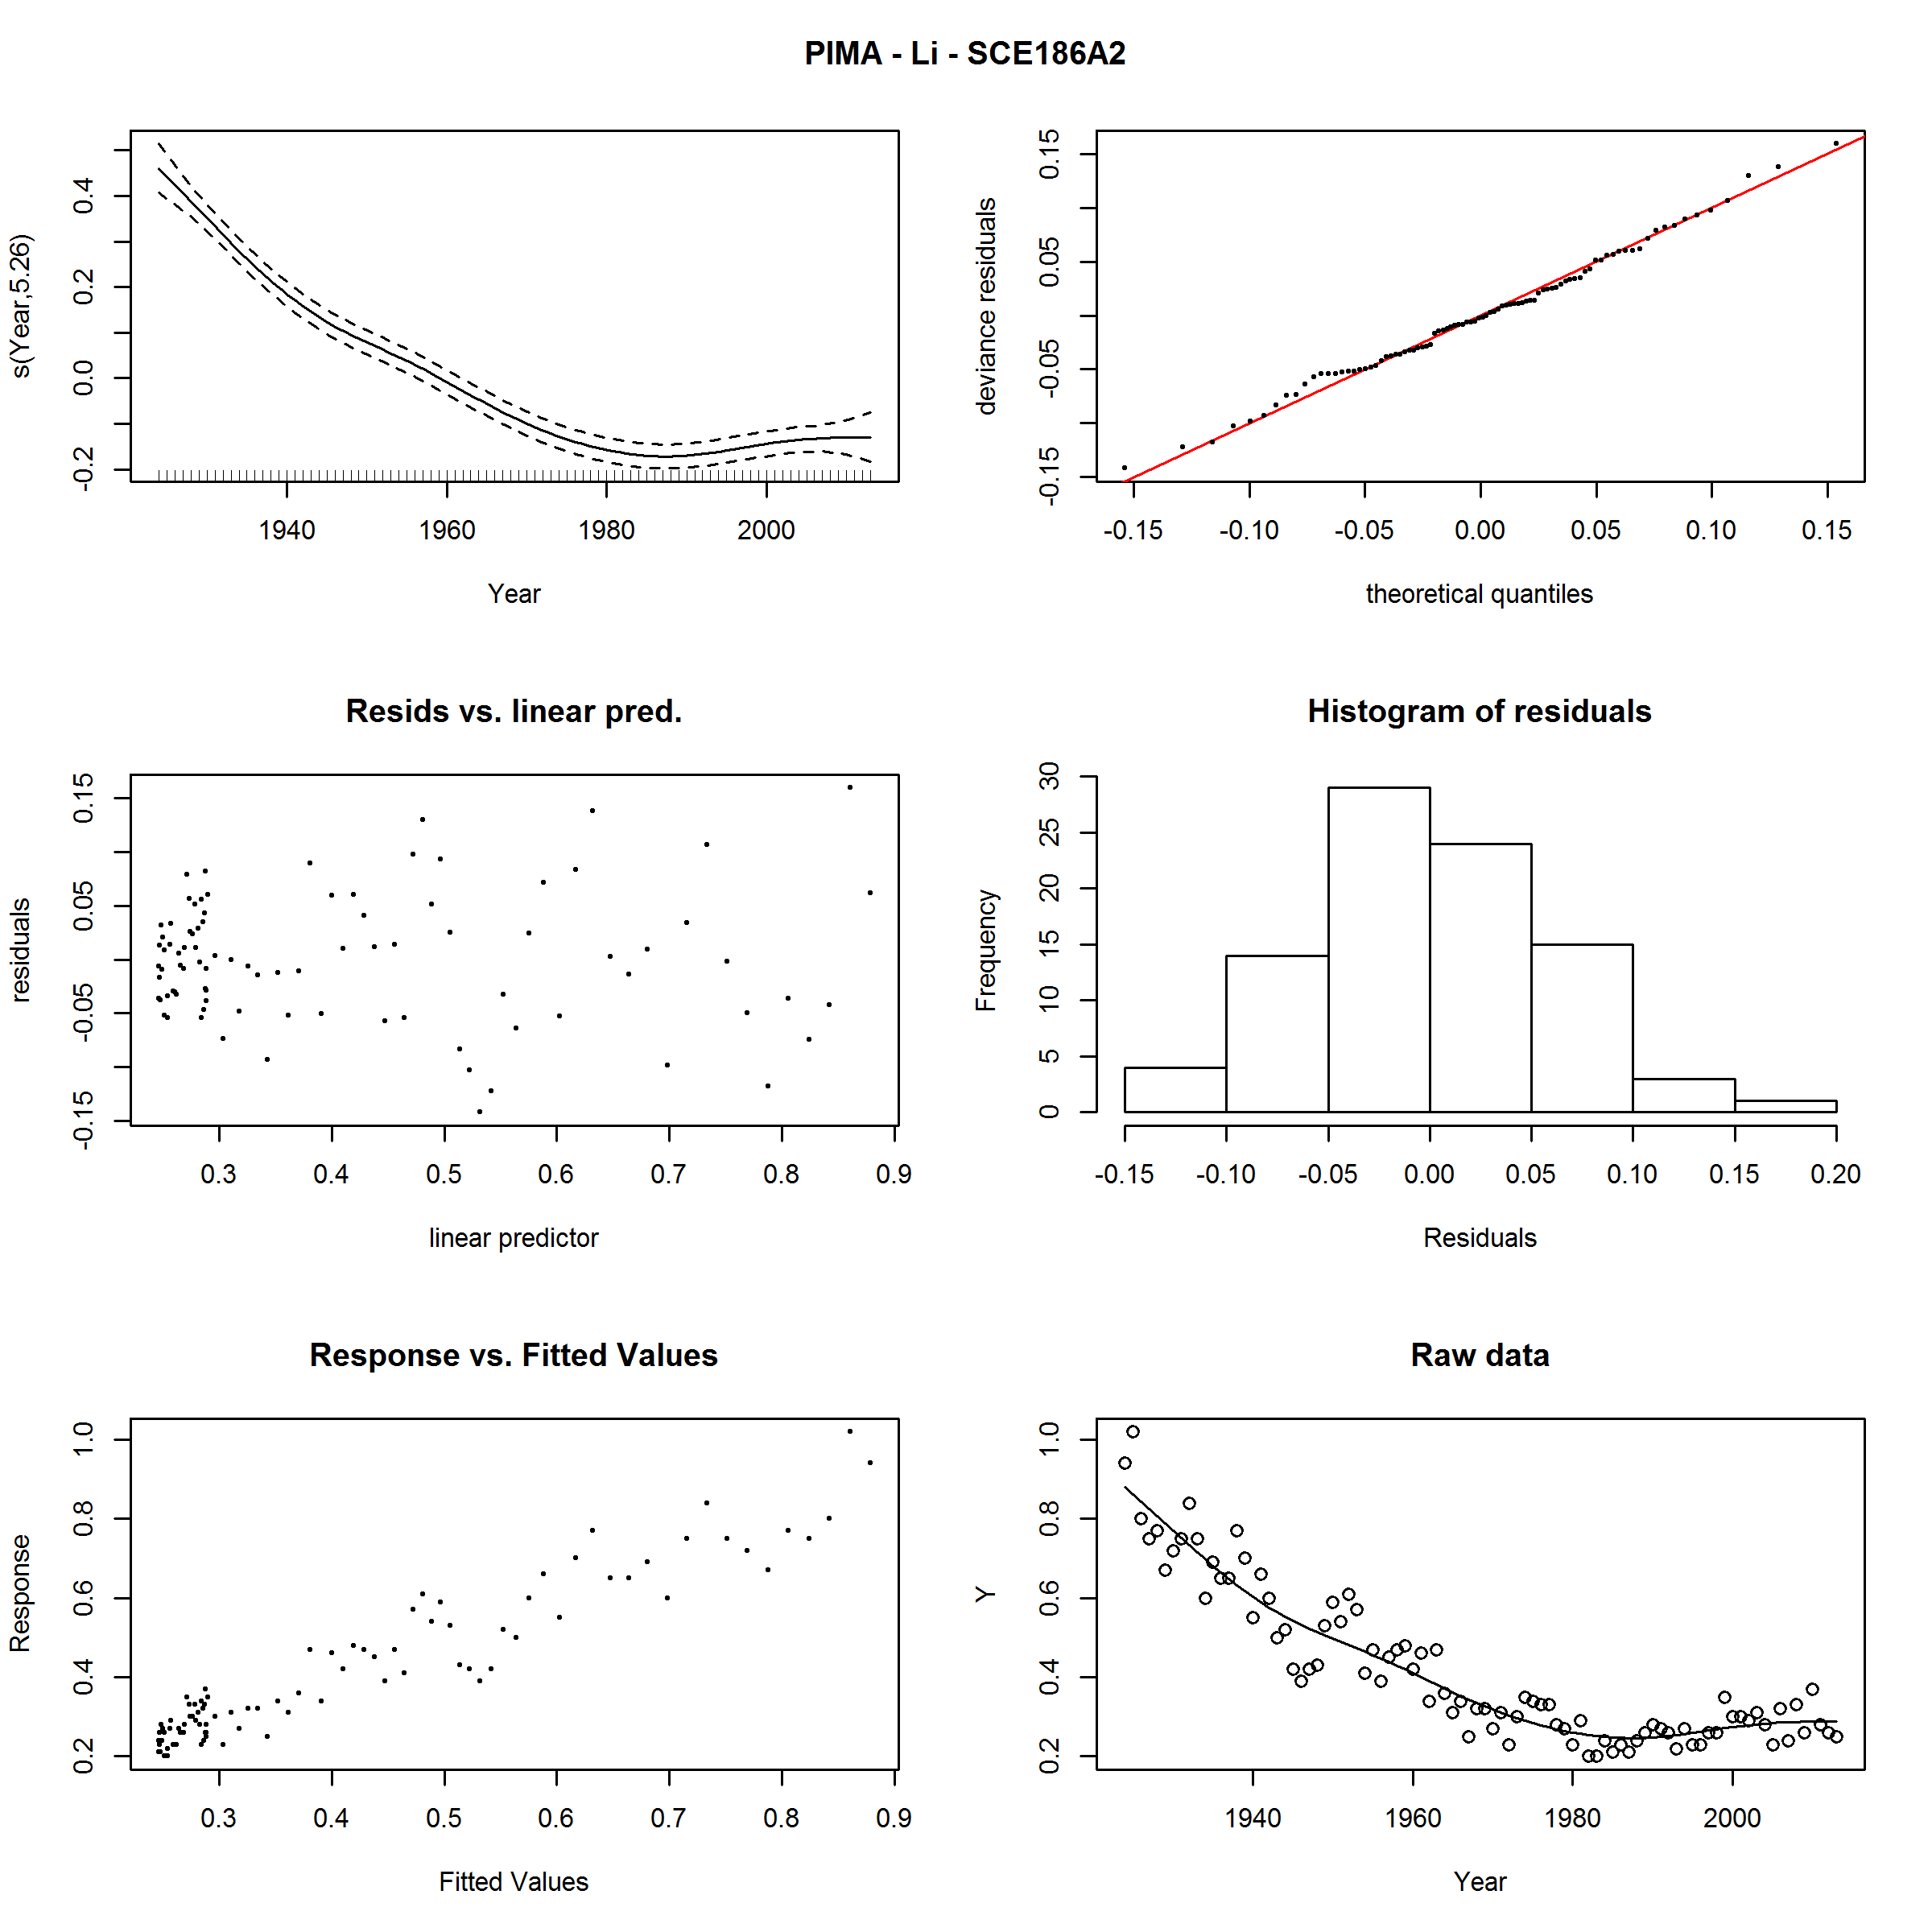 PIMA - Li - SCE186A2
s(Year,5.26)
-0.2 0.0 0.2 0.4
1940 1960 1980 2000
Year
deviance residuals
-0.15 -0.05 0.05 0.15
-0.15 -0.10 -0.05 0.00 0.05 0.10 0.15
theoretical quantiles
Resids vs. linear pred.
residuals
-0.15 -0.05 0.05 0.15
0.3 0.4 0.5 0.6 0.7 0.8 0.9
linear predictor
Histogram of residuals
Frequency
0 5 10 15 20 25 30
-0.15 -0.10 -0.05 0.00 0.05 0.10 0.15 0.20
Residuals
Response vs. Fitted Values
Response
0.2 0.4 0.6 0.8 1.0
0.3 0.4 0.5 0.6 0.7 0.8 0.9
Fitted Values
Raw data
Y
0.2 0.4 0.6 0.8 1.0
1940 1960 1980 2000
Year